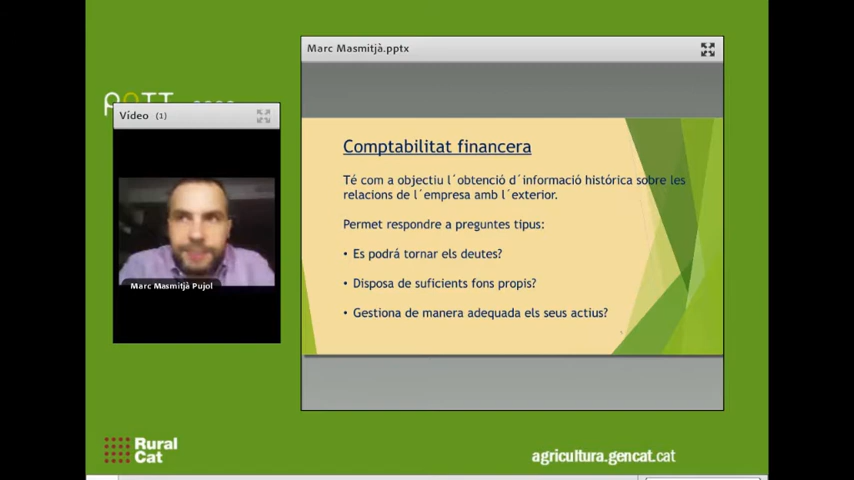 Marc Masmitjà.pptx
Vídeo (1)
Marc Masmitjà Pujol
Comptabilitat financera
Té com a objectiu l´obtenció d´informació histórica sobre les
relacions de l´empresa amb l´exterior.
Permet respondre a preguntes tipus:
• Es podrá tornar els deutes?
• Disposa de suficients fons propis?
• Gestiona de manera adequada els seus actius?
Rural
Cat
agricultura.gencat.cat